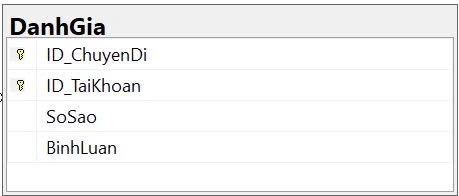 DanhGia
ID_ChuyenDi
ID_TaiKhoan
SoSao
BinhLuan